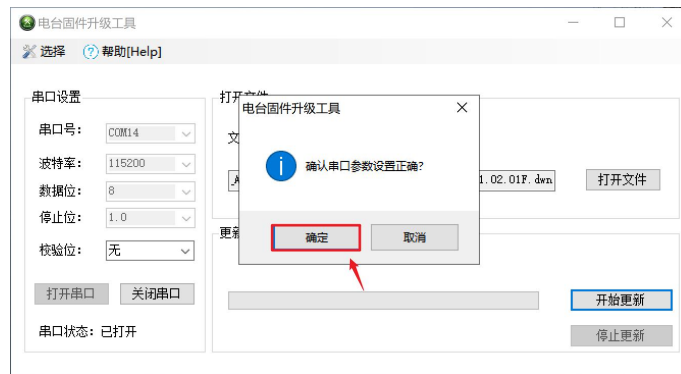 电台固件升级工具
选择 帮助[Help]
串口设置
串口号: COM14
波特率: 115200
数据位: 8
停止位: 1.0
校验位: 无
打开串口 关闭串口
串口状态: 已打开
电台固件升级工具
确认串口参数设置正确?
确定 取消
1.02.01F.dwn 打开文件
开始更新
停止更新